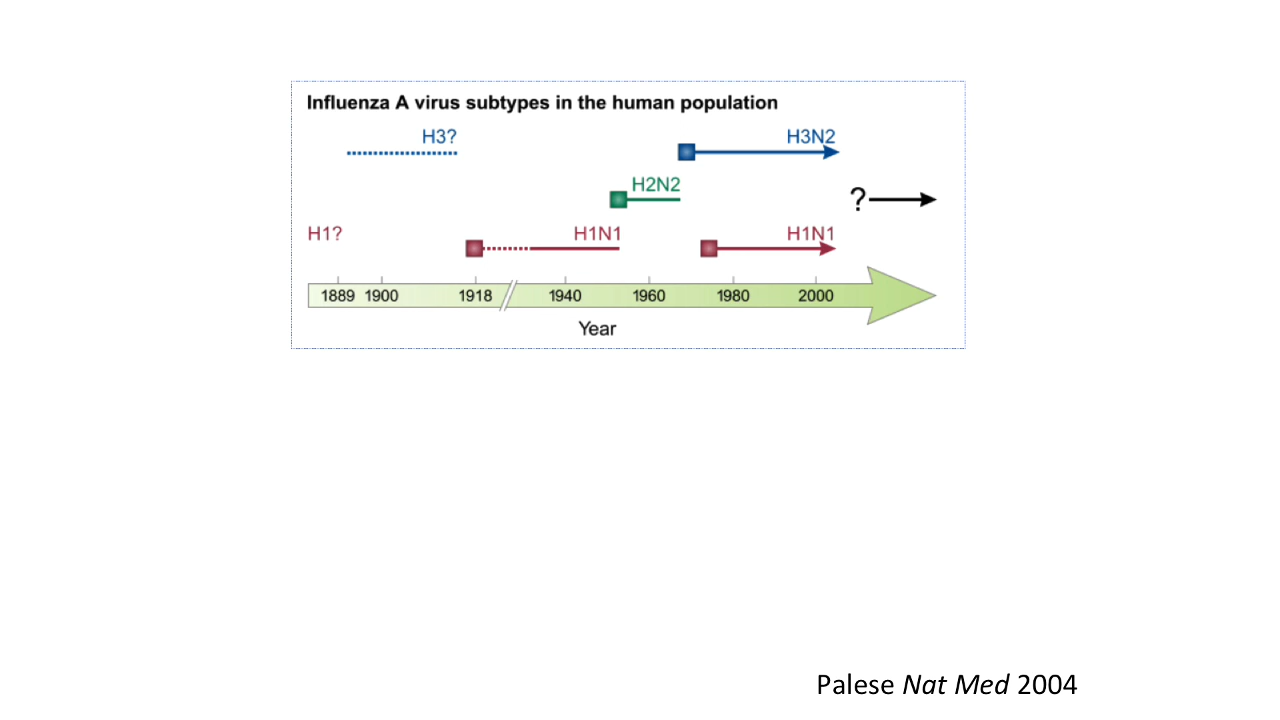 Influenza A virus subtypes in the human population
H3? H3N2
H2N2
?
H1? H1N1 H1N1
1889 1900 1918 1940 1960 1980 2000
Year
Palese Nat Med 2004